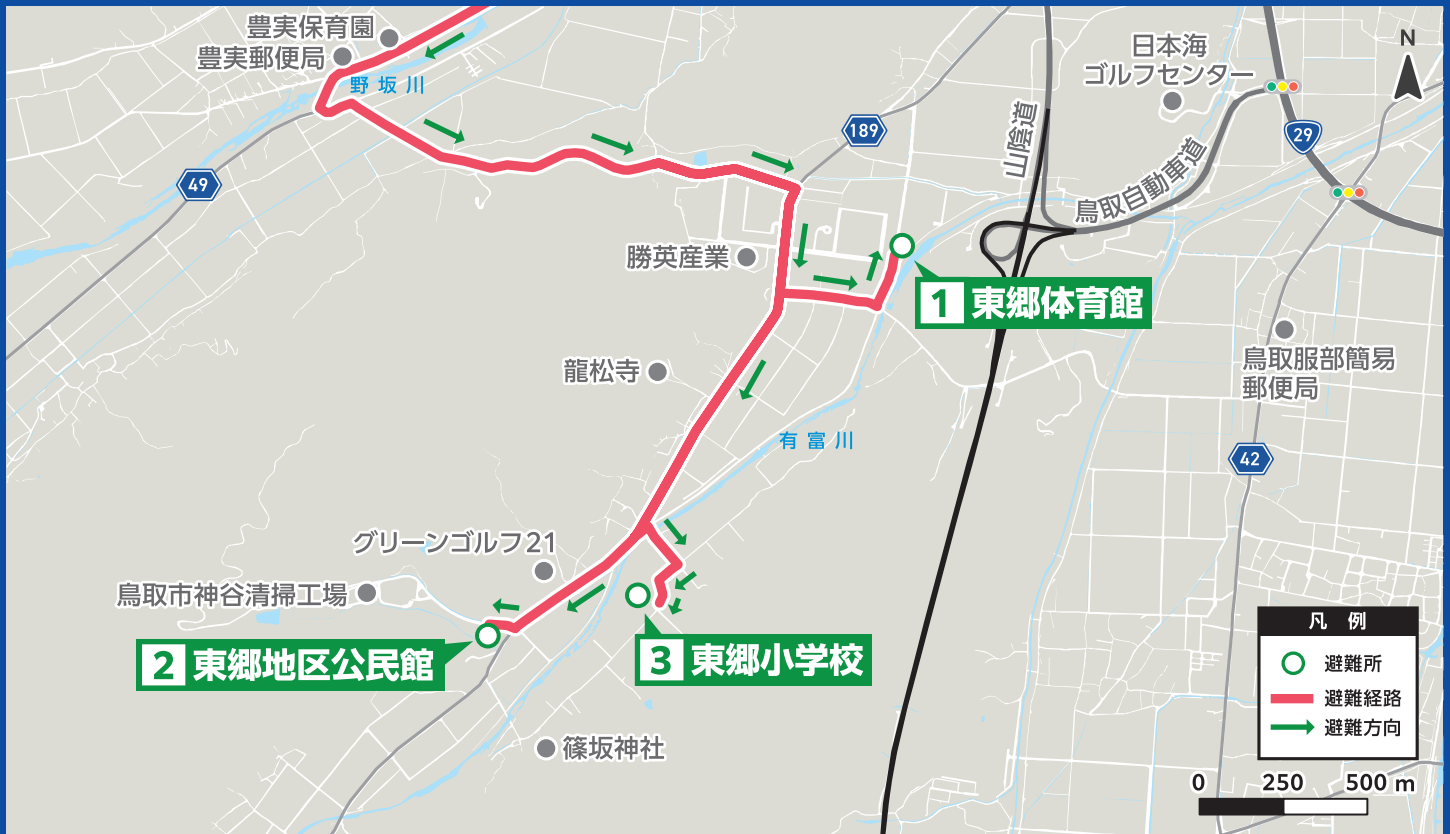 豊実保育園
豊実郵便局
野坂川
日本海
ゴルフセンター
N
189
山陰道
29
鳥取自動車道
49
勝英産業
1 東郷体育館
龍松寺
鳥取服部簡易
郵便局
有富川
42
グリーンゴルフ21
鳥取市神谷清掃工場
2 東郷地区公民館
3 東郷小学校
篠坂神社
凡 例
避難所
避難経路
避難方向
0 250 500 m